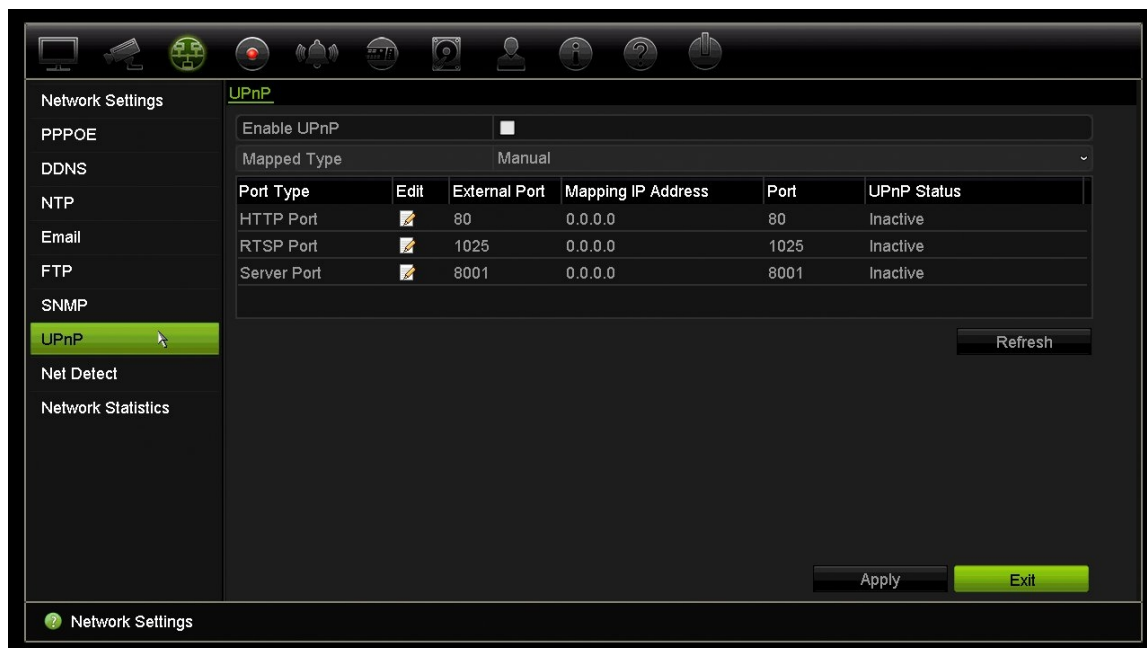 Network Settings
PPPOE
DDNS
NTP
Email
FTP
SNMP
UPnP
Net Detect
Network Statistics
UPnP
Enable UPnP
Mapped Type Manual
Port Type Edit External Port Mapping IP Address Port UPnP Status
HTTP Port 80 0.0.0.0 80 Inactive
RTSP Port 1025 0.0.0.0 1025 Inactive
Server Port 8001 0.0.0.0 8001 Inactive
Refresh
Apply Exit
? Network Settings